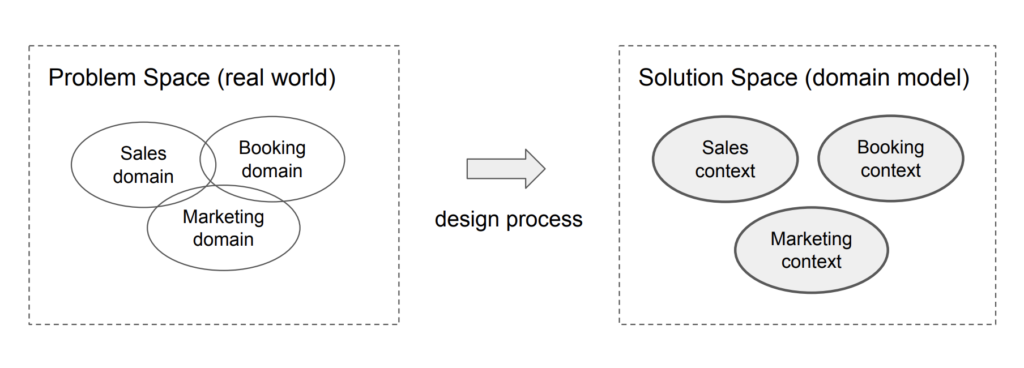 Problem Space (real world)
Sales
domain
Booking
domain
Marketing
domain
design process
Solution Space (domain model)
Sales
context
Booking
context
Marketing
context